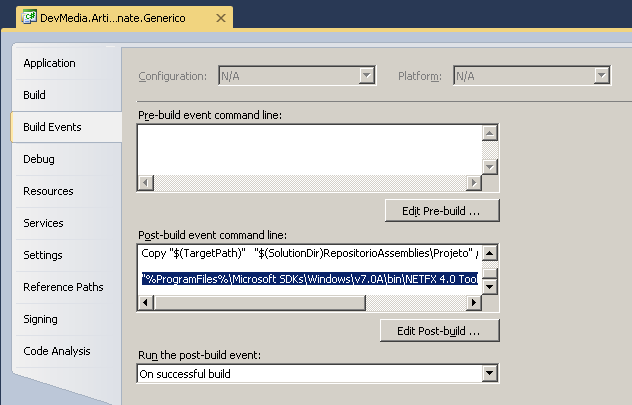 DevMedia.Arti...nate.Generico
Application
Build
Build Events
Debug
Resources
Services
Settings
Reference Paths
Signing
Code Analysis
Configuration: N/A Platform: N/A
Pre-build event command line:
Edit Pre-build ...
Post-build event command line:
Copy "$(TargetPath)" "$(SolutionDir)RepositorioAssemblies\Projeto" /
"%ProgramFiles%\Microsoft SDKs\Windows\v7.0A\bin\NETFX 4.0 Too
Edit Post-build ...
Run the post-build event:
On successful build